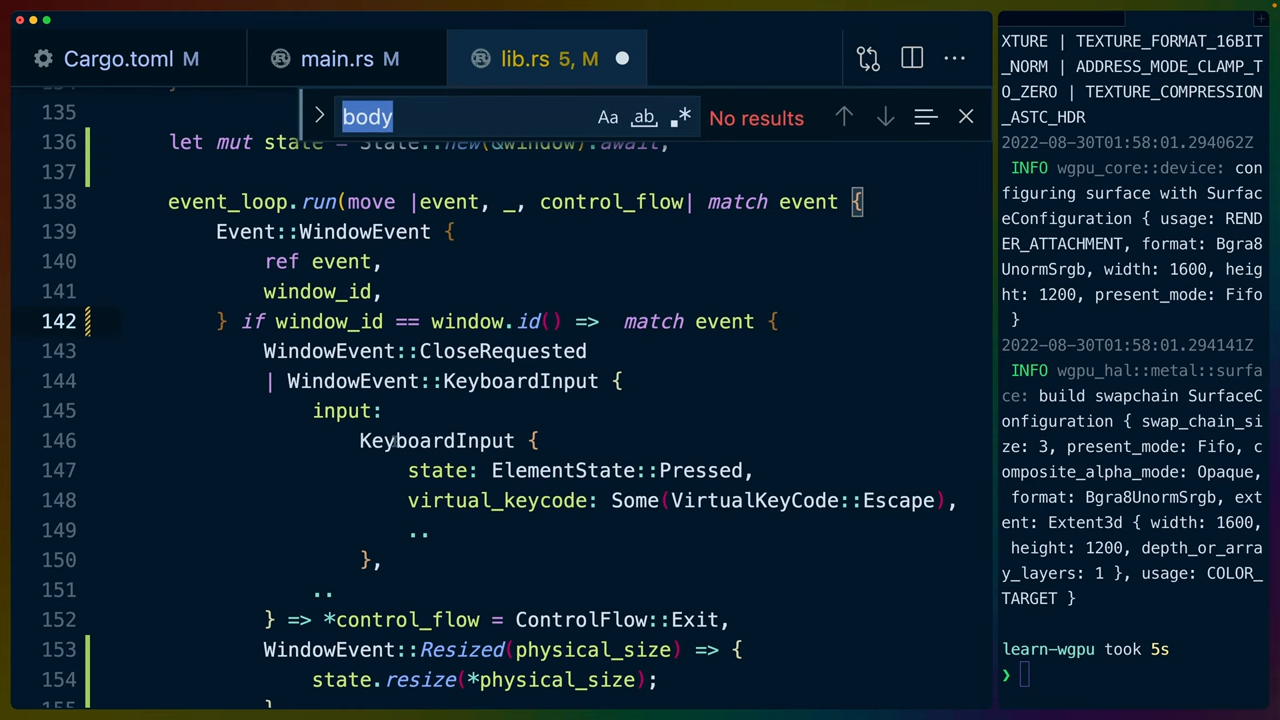 Cargo.toml M
main.rs M
lib.rs 5, M
body
Aa ab .*
No results
135
136 let mut state = State::new(&window).await;
137
138 event_loop.run(move |event, _, control_flow| match event {
139 Event::WindowEvent {
140 ref event,
141 window_id,
142 } if window_id == window.id() =>  match event {
143 WindowEvent::CloseRequested
144 | WindowEvent::KeyboardInput {
145 input:
146 KeyboardInput {
147 state: ElementState::Pressed,
148 virtual_keycode: Some(VirtualKeyCode::Escape),
149 ..
150 },
151 ..
152 } => *control_flow = ControlFlow::Exit,
153 WindowEvent::Resized(physical_size) => {
154 state.resize(*physical_size);
155 }
XTURE | TEXTURE_FORMAT_16BIT
_NORM | ADDRESS_MODE_CLAMP_T
O_ZERO | TEXTURE_COMPRESSION
_ASTC_HDR
2022-08-30T01:58:01.294062Z
INFO wgpu_core::device: con
figuring surface with Surfac
eConfiguration { usage: REND
ER_ATTACHMENT, format: Bgra8
UnormSrgb, width: 1600, heig
ht: 1200, present_mode: Fifo
}
2022-08-30T01:58:01.294141Z
INFO wgpu_hal::metal::surfa
ce: build swapchain SurfaceC
onfiguration { swap_chain_si
ze: 3, present_mode: Fifo, c
omposite_alpha_mode: Opaque,
format: Bgra8UnormSrgb, ext
ent: Extent3d { width: 1600,
height: 1200, depth_or_arra
y_layers: 1 }, usage: COLOR_
TARGET }
learn-wgpu took 5s
❯